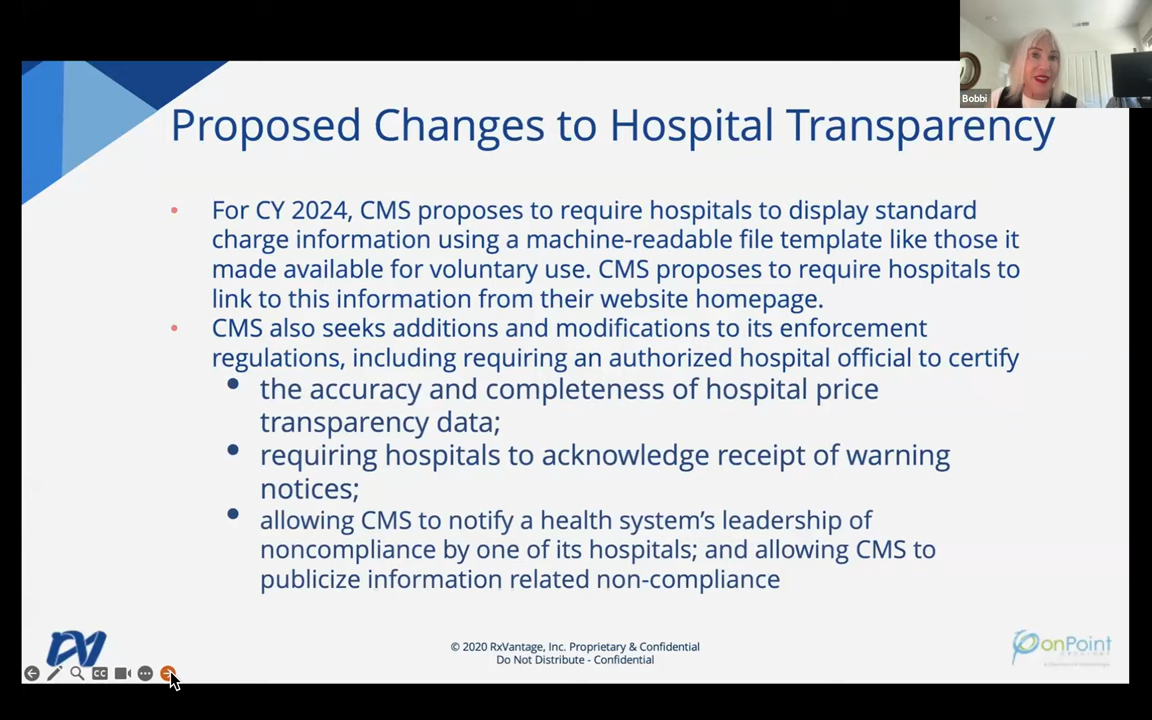 Bobbi
Proposed Changes to Hospital Transparency
• For CY 2024, CMS proposes to require hospitals to display standard
charge information using a machine-readable file template like those it
made available for voluntary use. CMS proposes to require hospitals to
link to this information from their website homepage.
• CMS also seeks additions and modifications to its enforcement
regulations, including requiring an authorized hospital official to certify
• the accuracy and completeness of hospital price
transparency data;
• requiring hospitals to acknowledge receipt of warning
notices;
• allowing CMS to notify a health system's leadership of
noncompliance by one of its hospitals; and allowing CMS to
publicize information related non-compliance
© 2020 RxVantage, Inc. Proprietary & Confidential
Do Not Distribute - Confidential
onPoint
CC